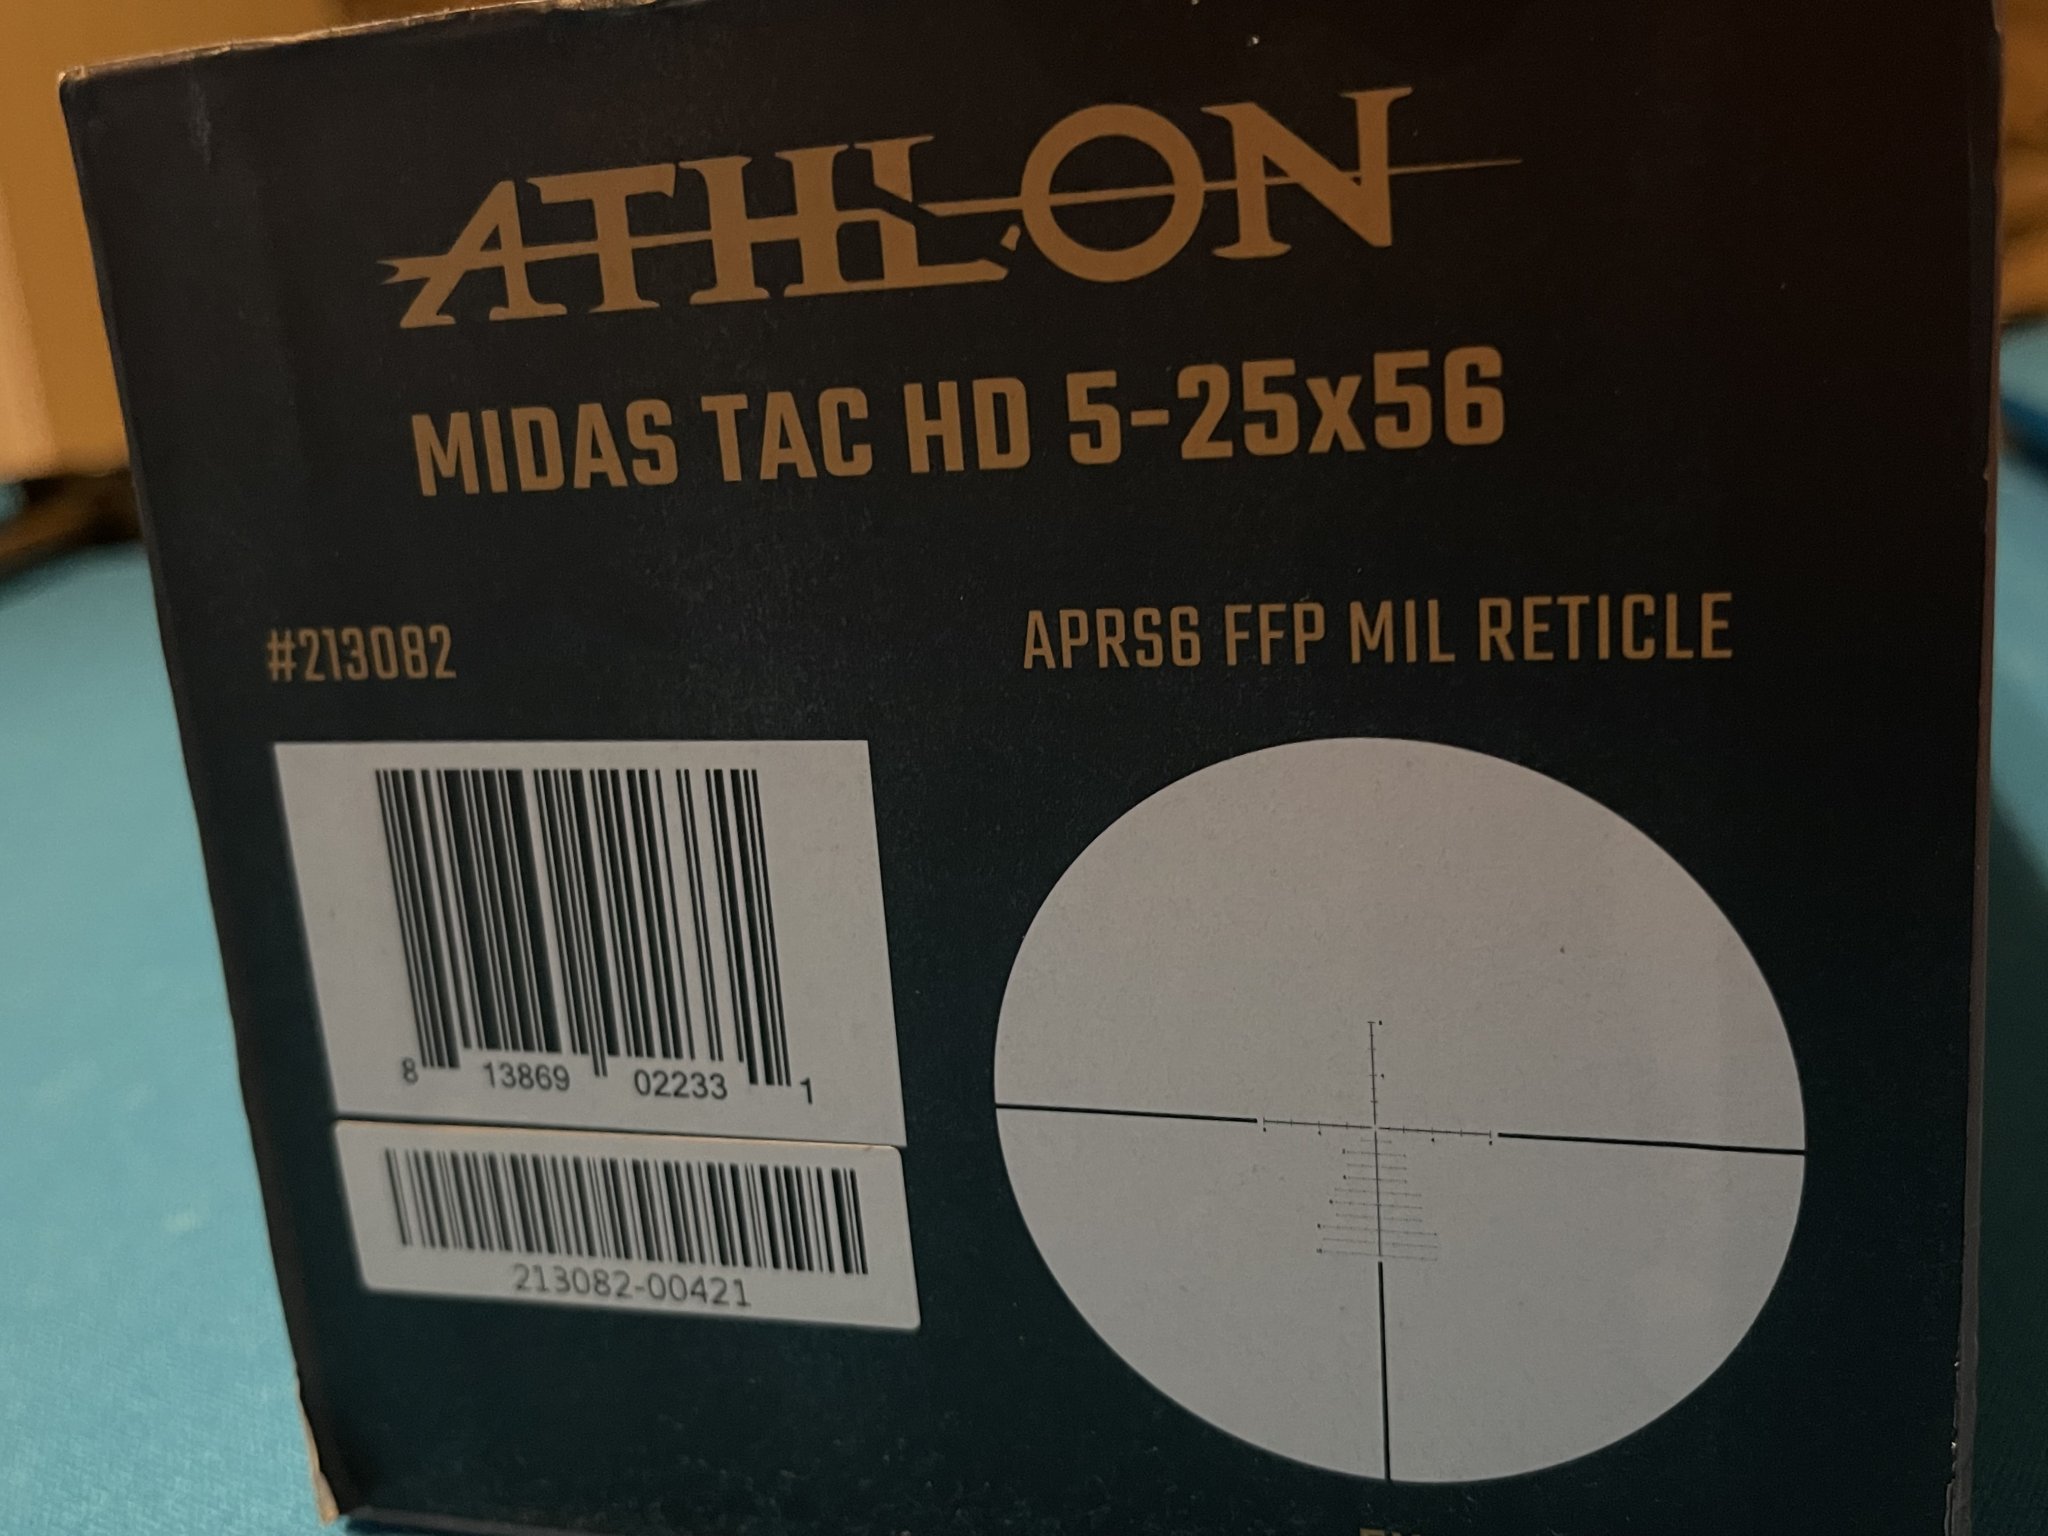 ATHLON
MIDAS TAC HD 5-25x56
#213082
APRS6 FFP MIL RETICLE
8 13869 02233 1
213082-00421